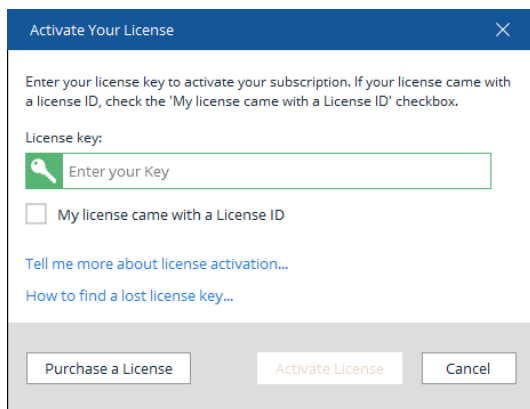 Activate Your License
Enter your license key to activate your subscription. If your license came with
a license ID, check the 'My license came with a License ID' checkbox.
License key:
Enter your Key
My license came with a License ID
Tell me more about license activation...
How to find a lost license key...
Purchase a License
Activate License
Cancel